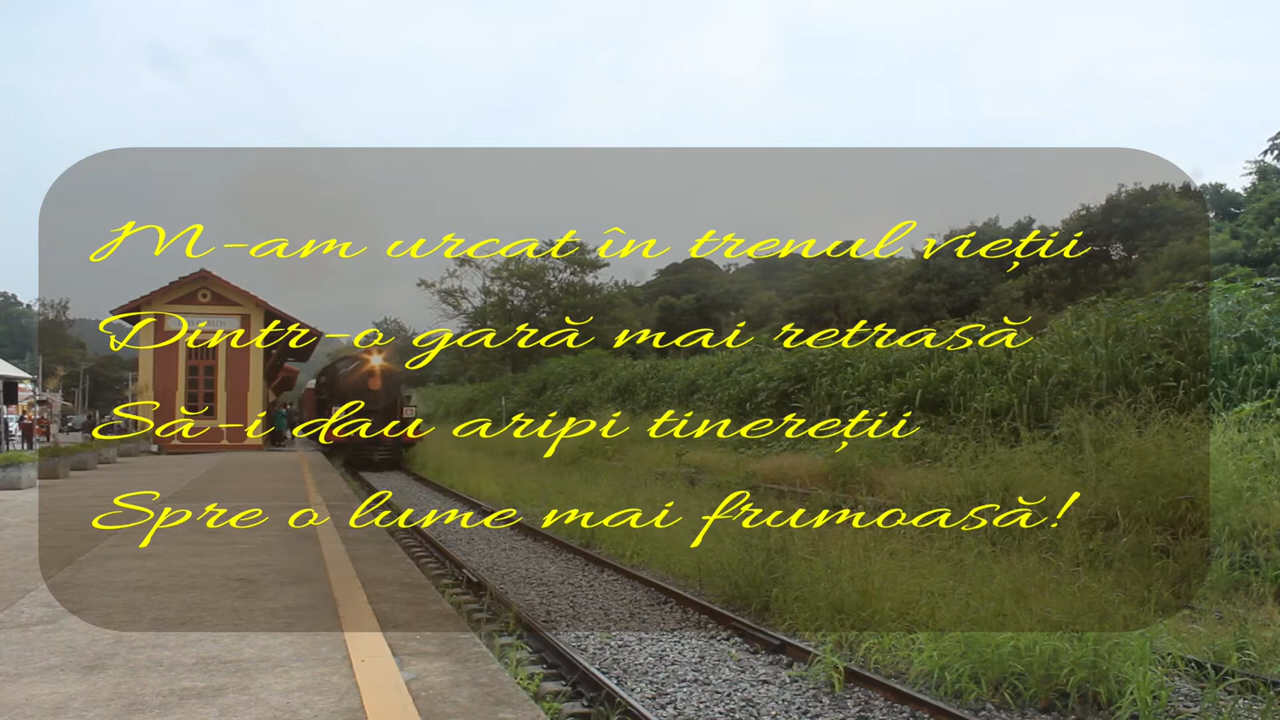 M-am urcat în trenul vieții
Dintr-o gară mai retrasă
Să-i dau aripi tinereții
Spre o lume mai frumoasă!